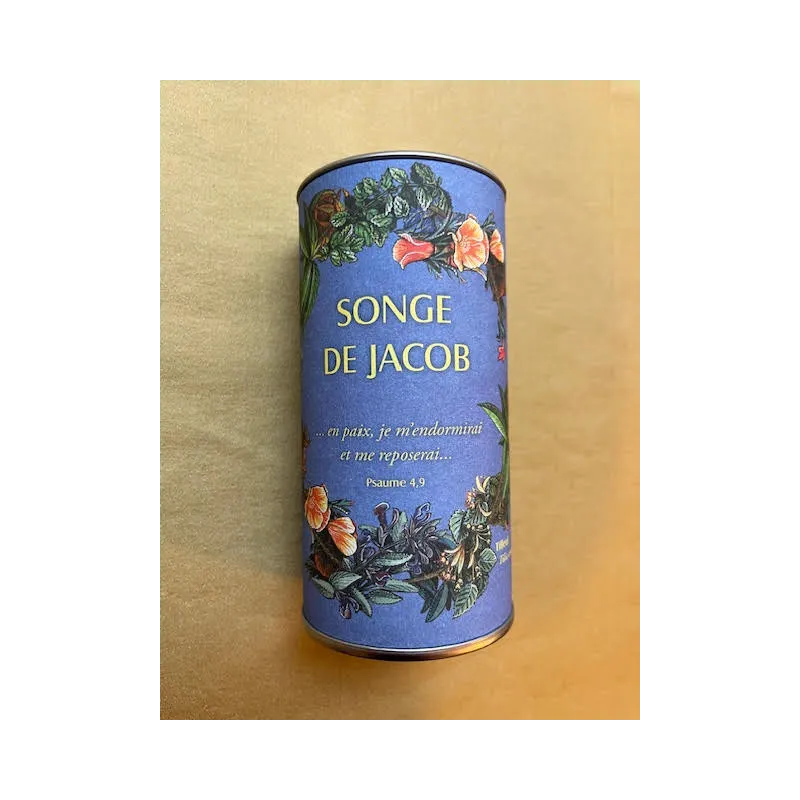 SONGE
DE JACOB
... en paix, je m'endormirai
et me reposerai...
Psaume 4,9